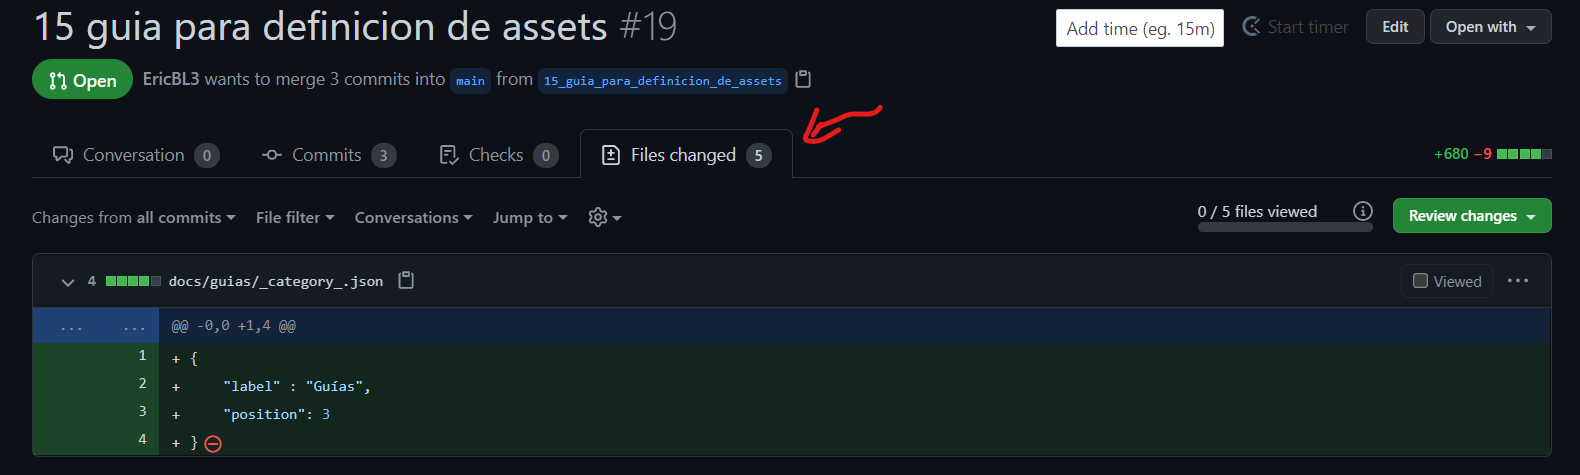 15 guia para definicion de assets #19
Add time (eg. 15m) Start timer Edit Open with
Open EricBL3 wants to merge 3 commits into main from 15_guia_para_definicion_de_assets
Conversation 0 Commits 3 Checks 0 Files changed 5 +680 −9
Changes from all commits File filter Conversations Jump to 0 / 5 files viewed Review changes
4 docs/guias/_category_.json Viewed ...
... ... @@ -0,0 +1,4 @@
1 + {
2 + "label" : "Guías",
3 + "position": 3
4 + }